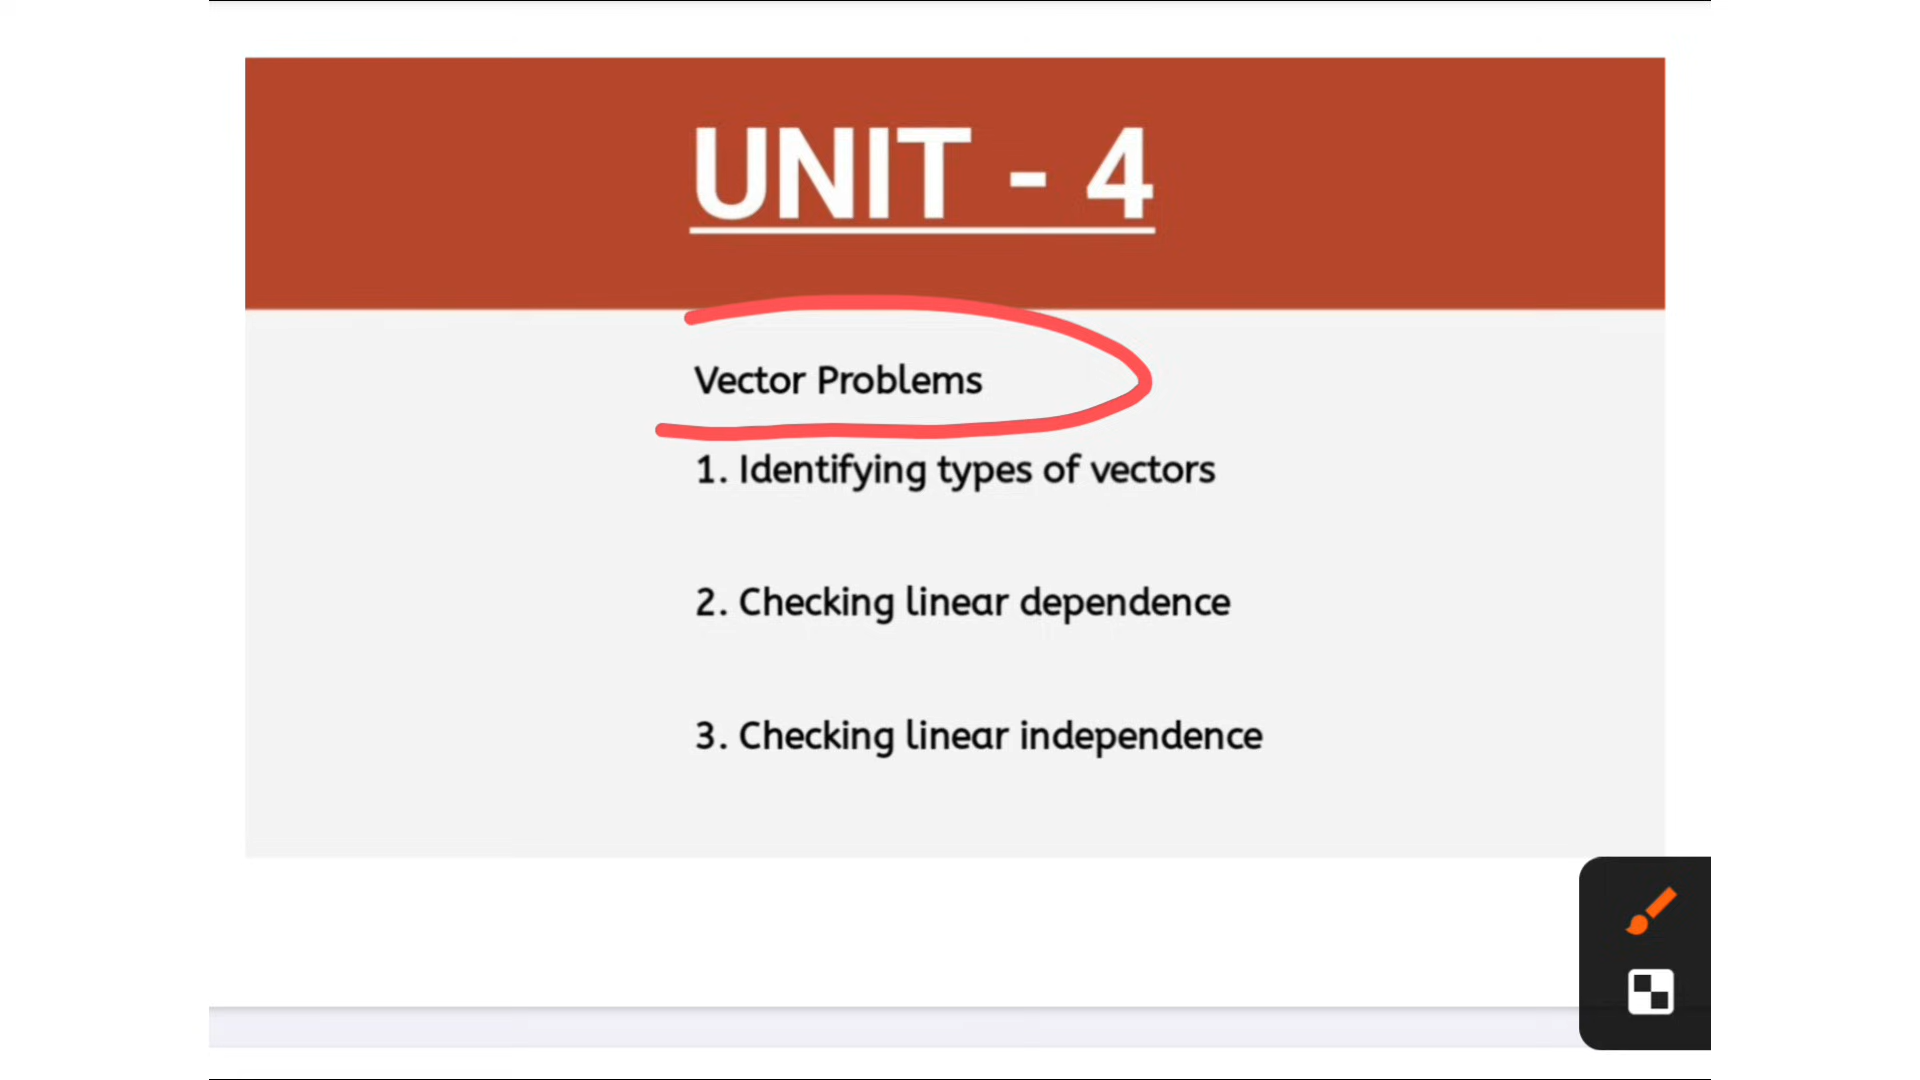 UNIT - 4
Vector Problems
1. Identifying types of vectors
2. Checking linear dependence
3. Checking linear independence